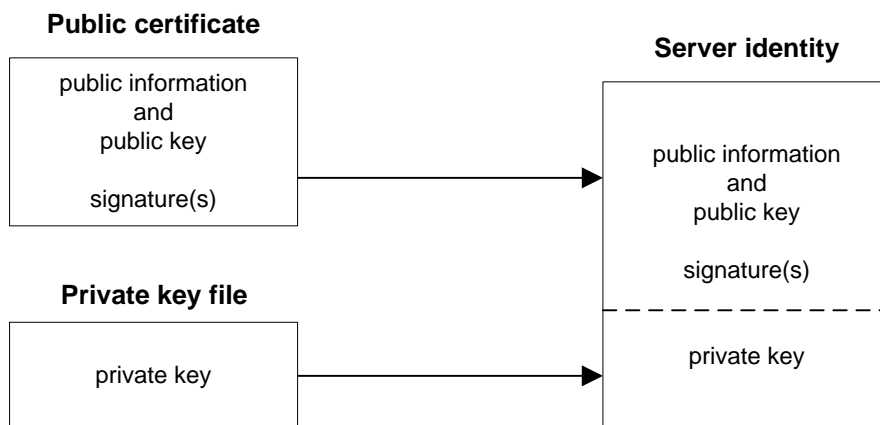 Public certificate
public information
and
public key
signature(s)
Private key file
private key
Server identity
public information
and
public key
signature(s)
private key